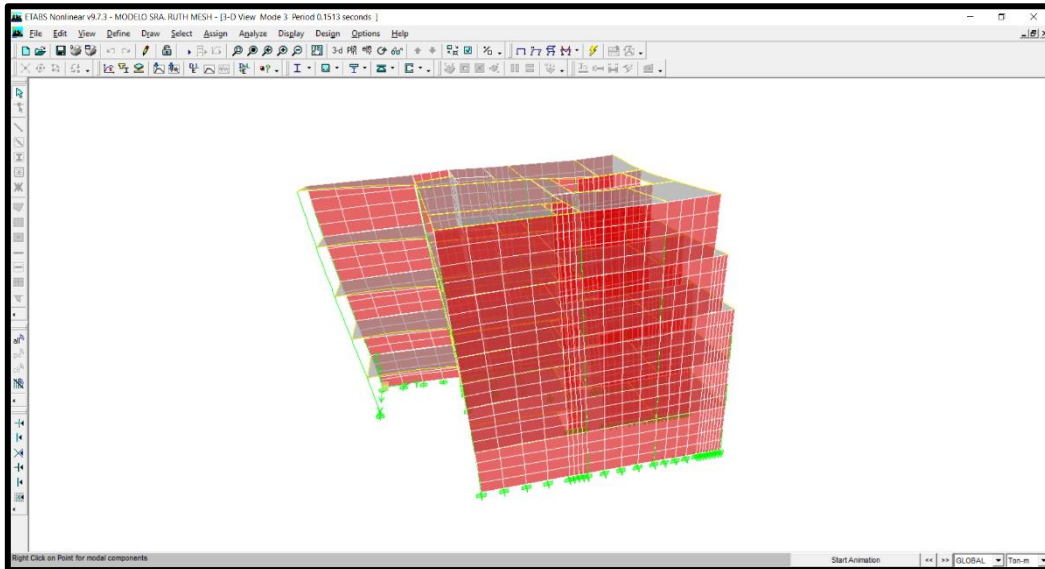 ETABS Nonlinear v9.7.3 - MODELO SRA. RUTH MESH - [3-D View Mode 3 Period 0.1513 seconds ]
File Edit View Define Draw Select Assign Analyze Display Design Options Help
3-d
Right Click on Point for modal components
Start Animation << >> GLOBAL Ton-m